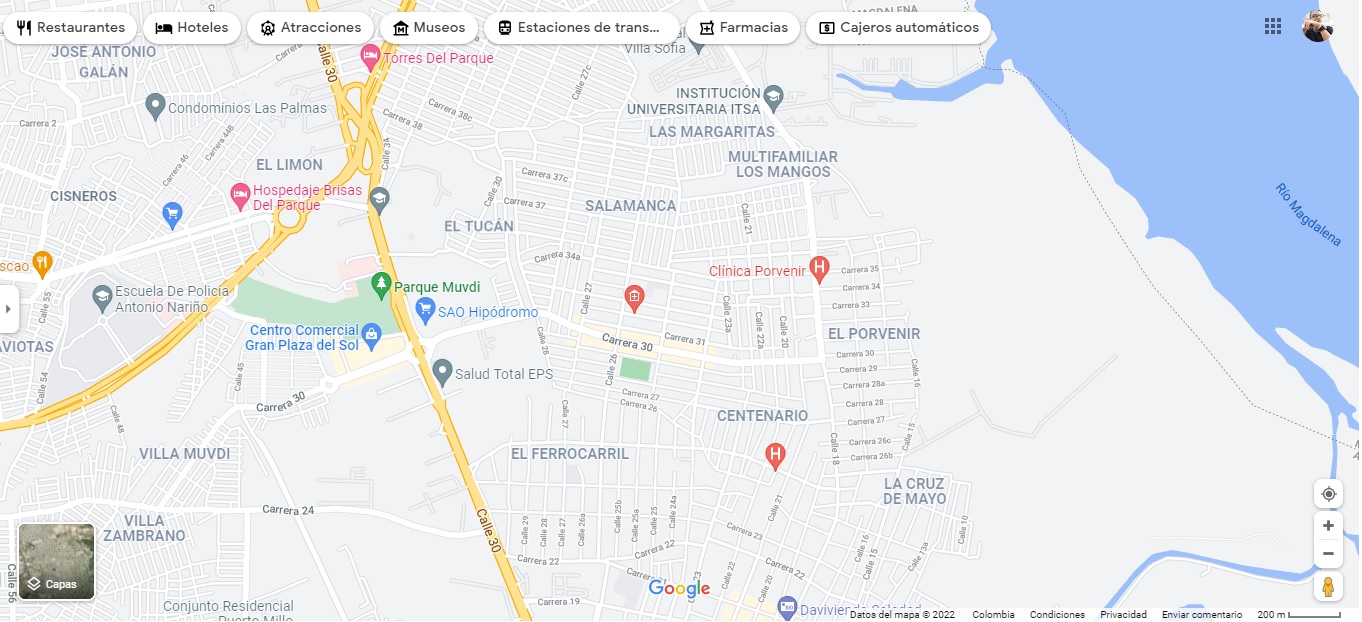 Restaurantes
Hoteles
Atracciones
Museos
Estaciones de trans...
Farmacias
Cajeros automáticos
MAGDALENA
JOSÉ ANTONIO
GALÁN
Calle 30
Torres Del Parque
Villa Sofía
Calle 27c
INSTITUCIÓN
UNIVERSITARIA ITSA
Condominios Las Palmas
Carrera 38c
Carrera 38
Carrera 2
Calle 44B
LAS MARGARITAS
Calle 34
EL LIMON
Carrera 46
MULTIFAMILIAR
LOS MANGOS
Carrera 37c
Calle 30
CISNEROS
Hospedaje Brisas
Del Parque
Carrera 37
SALAMANCA
Calle 21
Río Magdalena
EL TUCÁN
Carrera 34a
Clínica Porvenir
Carrera 35
scao
Carrera 34
Escuela De Policía
Antonio Nariño
Parque Muvdi
Calle 27
Carrera 33
Calle 55
SAO Hipódromo
Calle 23a
Calle 22a
Calle 20
EL PORVENIR
Centro Comercial
Gran Plaza del Sol
Calle 28
Carrera 30
Carrera 31
AVIOTAS
Carrera 30
Calle 26
Carrera 29
Calle 16
Salud Total EPS
Calle 45
Calle 54
Carrera 28a
Carrera 27
Carrera 26
Carrera 30
Calle 48
Calle 27
CENTENARIO
Carrera 27
Calle 15
Calle 18
Carrera 26c
Carrera 26b
VILLA MUVDI
EL FERROCARRIL
LA CRUZ
DE MAYO
Carrera 24
Calle 30
Calle 29
Calle 28
Calle 27
Calle 26a
Calle 25b
Calle 25a
Calle 25
Calle 24a
Calle 21
Calle 10
VILLA
ZAMBRANO
Calle 16
Calle 15
Calle 13a
Carrera 22
Carrera 22
Calle 56
Capas
Calle 22
Calle 20
Google
Carrera 19
Conjunto Residencial
Puerto Millo
Davivienda Soledad
Datos del mapa © 2022
Colombia
Condiciones
Privacidad
Enviar comentario
200 m